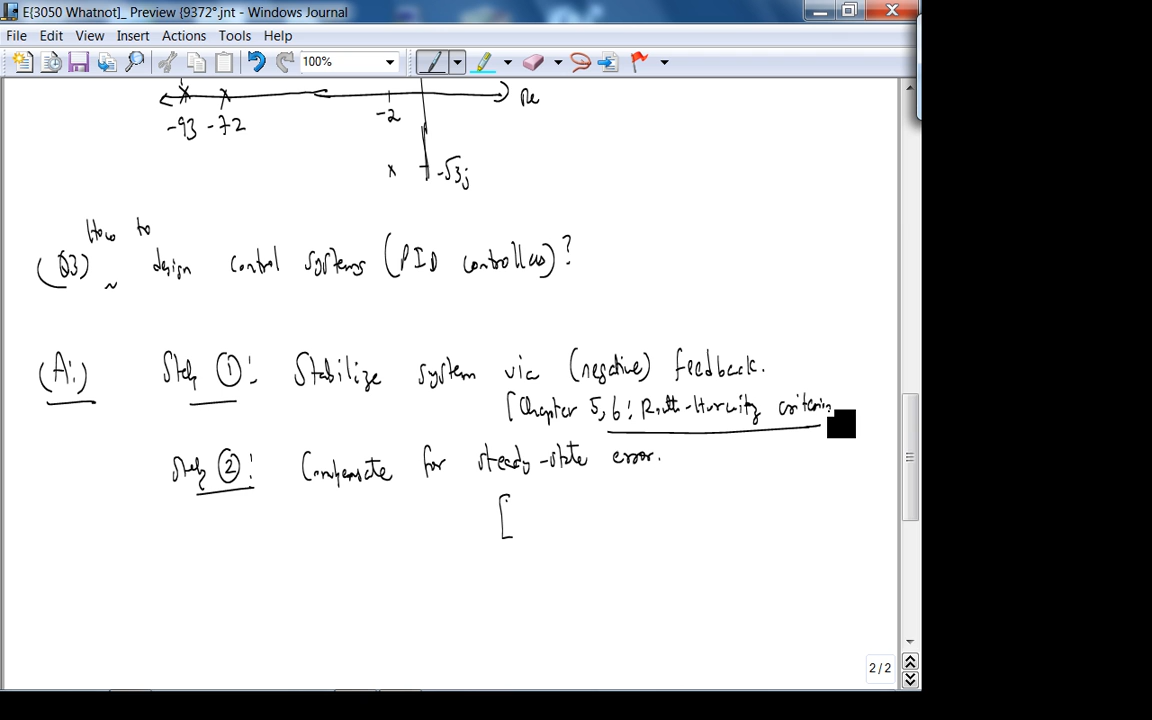 E{3050 Whatnot]_ Preview {9372°.jnt - Windows Journal
File Edit View Insert Actions Tools Help
100%
Re
-93 -72 -2
-√3j
How to
(Q3) design control systems (PID controllers)?
(A:) Step ①: Stabilize system via (negative) feedback.
[Chapter 5,6: Routh-Hurwitz criterion
Step ②: Compensate for steady-state error.
[
2 / 2